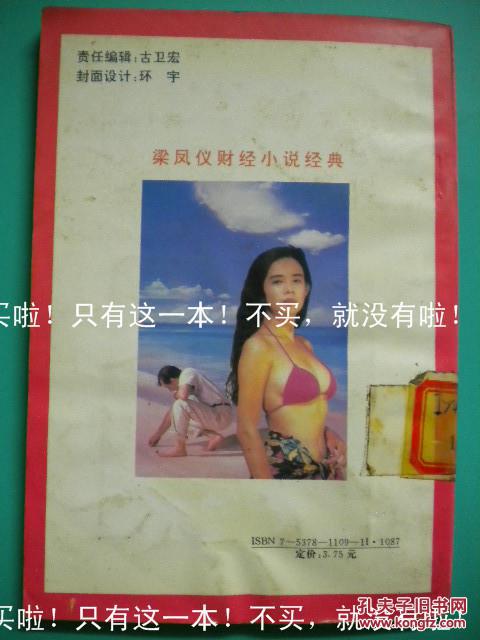 责任编辑：古卫宏
封面设计：环　宇
梁凤仪财经小说经典
买啦！只有这一本！不买，就没有啦！
ISBN 7—5378—1109—1/I·1087
定价：3.75 元
买啦！只有这一本！不买，就没有啦！
孔夫子旧书网
www.kongfz.com